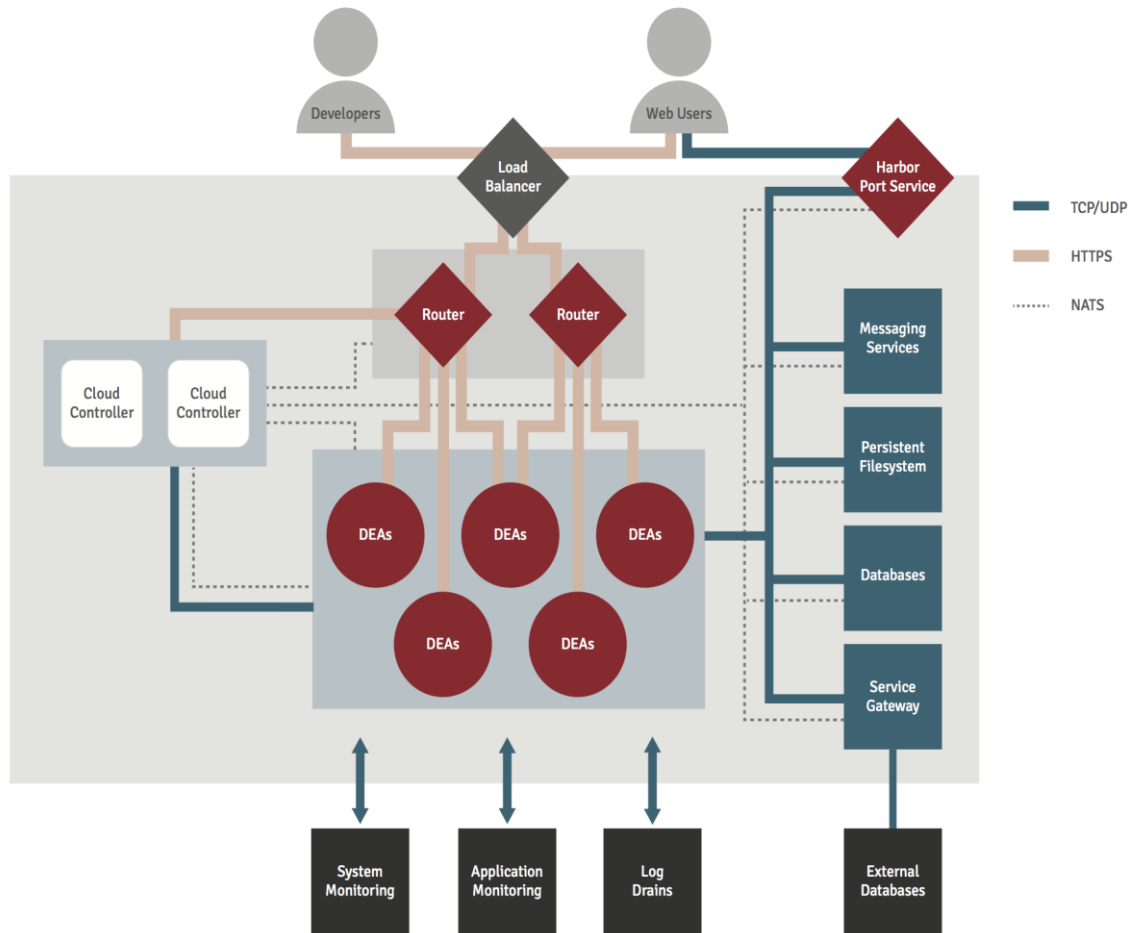 Developers
Web Users
Load
Balancer
Harbor
Port Service
TCP/UDP
HTTPS
NATS
Router
Router
Messaging
Services
Cloud
Controller
Cloud
Controller
Persistent
Filesystem
DEAs
DEAs
DEAs
Databases
DEAs
DEAs
Service
Gateway
System
Monitoring
Application
Monitoring
Log
Drains
External
Databases